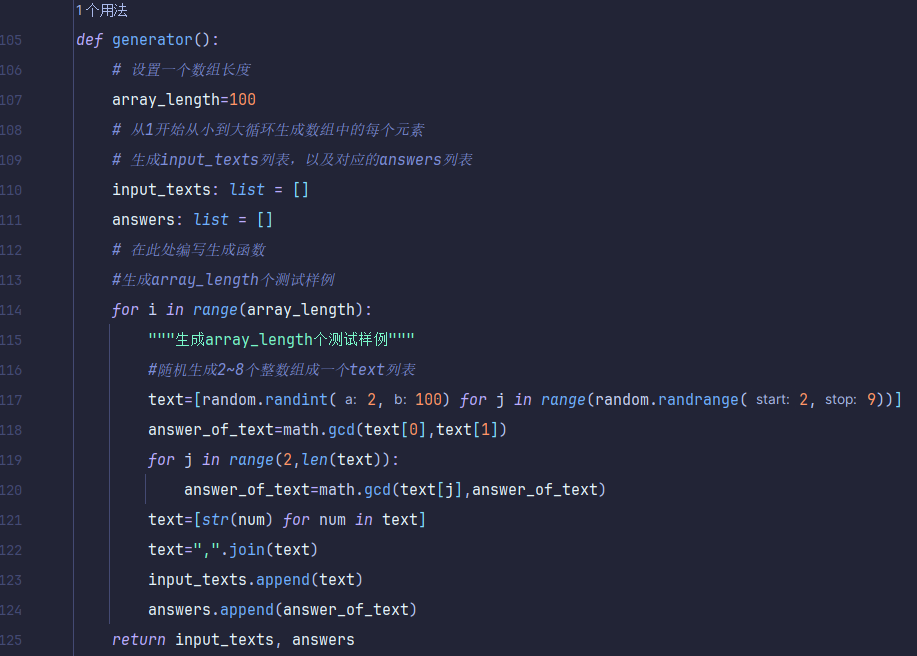 1个用法
105 def generator():
106 # 设置一个数组长度
107 array_length=100
108 # 从1开始从小到大循环生成数组中的每个元素
109 # 生成input_texts列表，以及对应的answers列表
110 input_texts: list = []
111 answers: list = []
112 # 在此处编写生成函数
113 #生成array_length个测试样例
114 for i in range(array_length):
115 """生成array_length个测试样例"""
116 #随机生成2~8个整数组成一个text列表
117 text=[random.randint( a: 2, b: 100) for j in range(random.randrange( start: 2, stop: 9))]
118 answer_of_text=math.gcd(text[0],text[1])
119 for j in range(2,len(text)):
120 answer_of_text=math.gcd(text[j],answer_of_text)
121 text=[str(num) for num in text]
122 text=",".join(text)
123 input_texts.append(text)
124 answers.append(answer_of_text)
125 return input_texts, answers